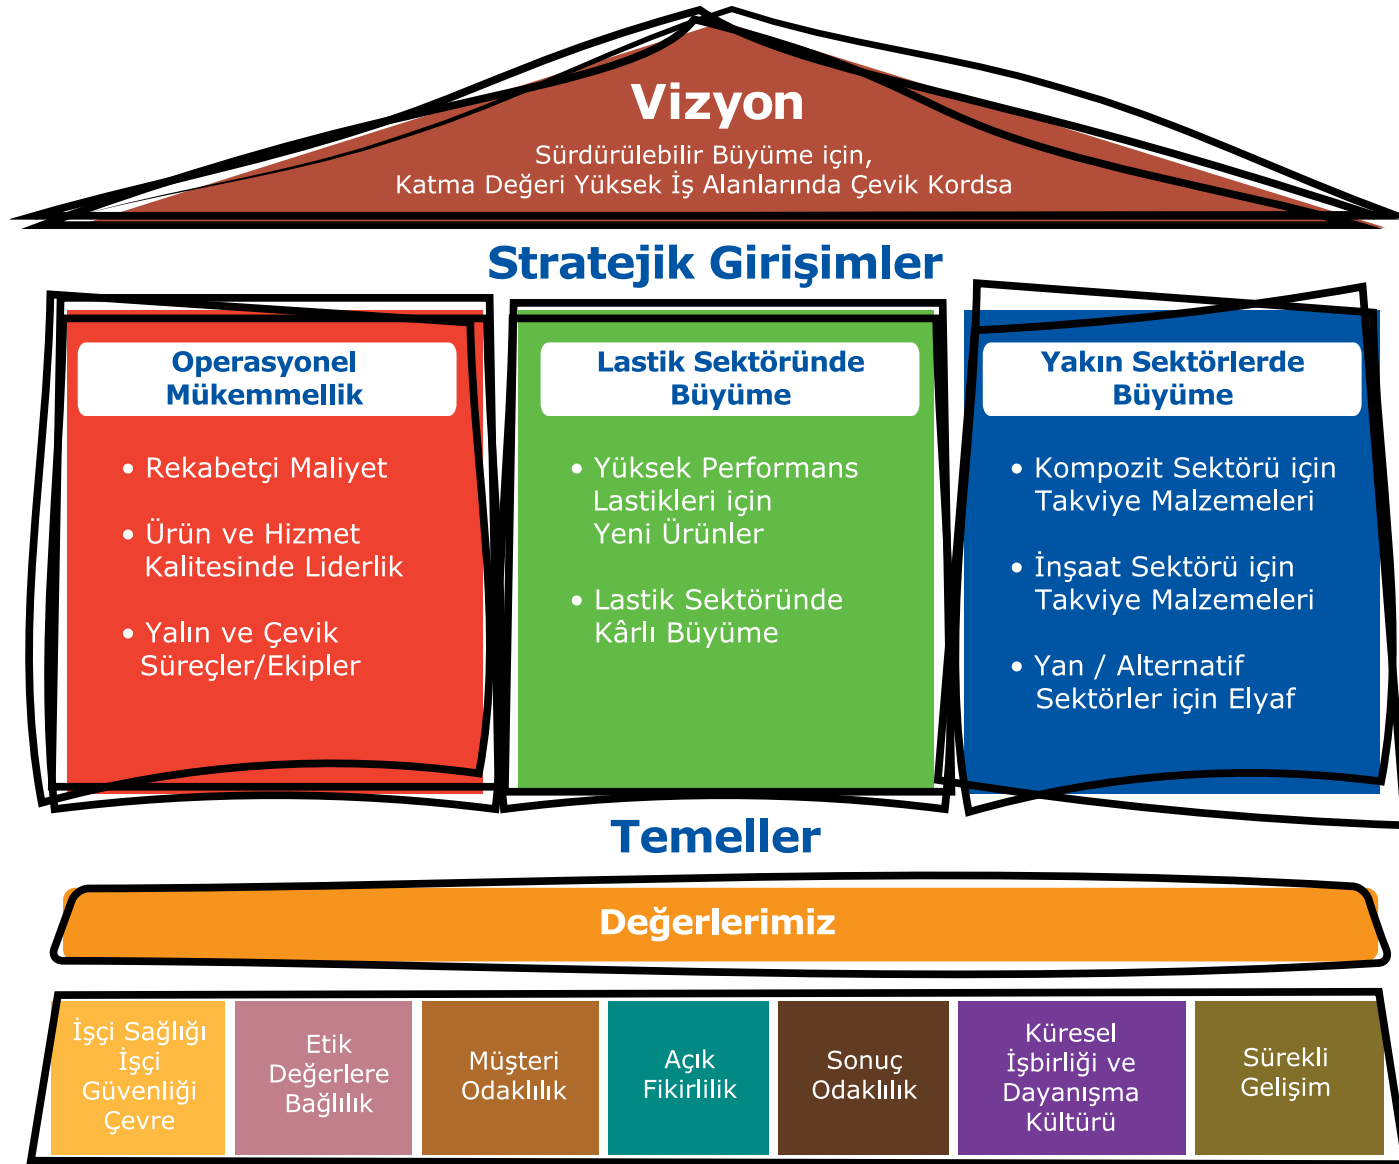 Vizyon
Sürdürülebilir Büyüme için,
Katma Değeri Yüksek İş Alanlarında Çevik Kordsa
Stratejik Girişimler
Operasyonel
Mükemmellik
• Rekabetçi Maliyet
• Ürün ve Hizmet
Kalitesinde Liderlik
• Yalın ve Çevik
Süreçler/Ekipler
Lastik Sektöründe
Büyüme
• Yüksek Performans
Lastikleri için
Yeni Ürünler
• Lastik Sektöründe
Kârlı Büyüme
Yakın Sektörlerde
Büyüme
• Kompozit Sektörü için
Takviye Malzemeleri
• İnşaat Sektörü için
Takviye Malzemeleri
• Yan / Alternatif
Sektörler için Elyaf
Temeller
Değerlerimiz
İşçi Sağlığı
İşçi
Güvenliği
Çevre
Etik
Değerlere
Bağlılık
Müşteri
Odaklılık
Açık
Fikirlilik
Sonuç
Odaklılık
Küresel
İşbirliği ve
Dayanışma
Kültürü
Sürekli
Gelişim